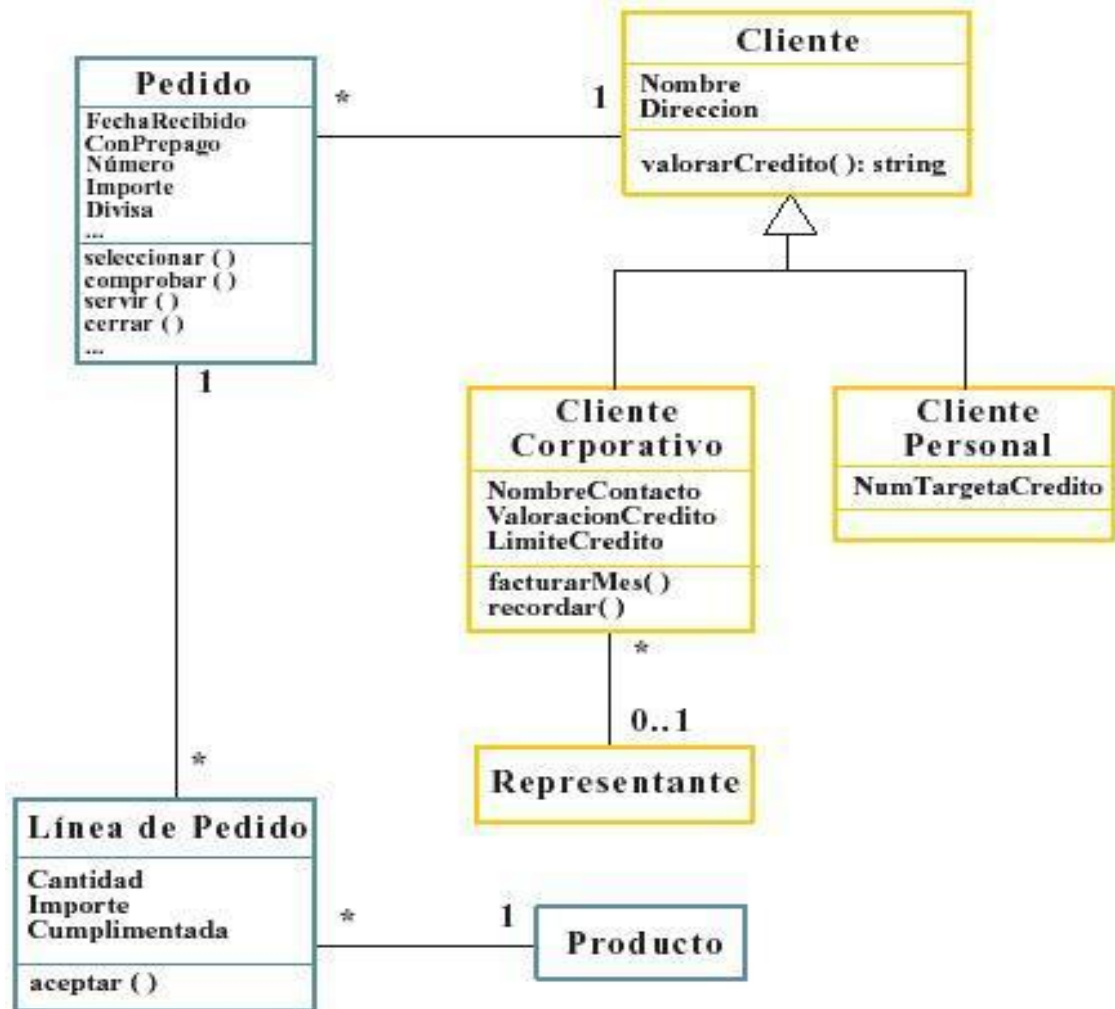 Pedido
FechaRecibido
ConPrepago
Número
Importe
Divisa
...
seleccionar ( )
comprobar ( )
servir ( )
cerrar ( )
...
*
1
Cliente
Nombre
Direccion
valorarCredito( ): string
Cliente
Corporativo
NombreContacto
ValoracionCredito
LimiteCredito
facturarMes( )
recordar( )
Cliente
Personal
NumTargetaCredito
1
*
*
0..1
Representante
Línea de Pedido
Cantidad
Importe
Cumplimentada
aceptar ( )
*
1
Producto